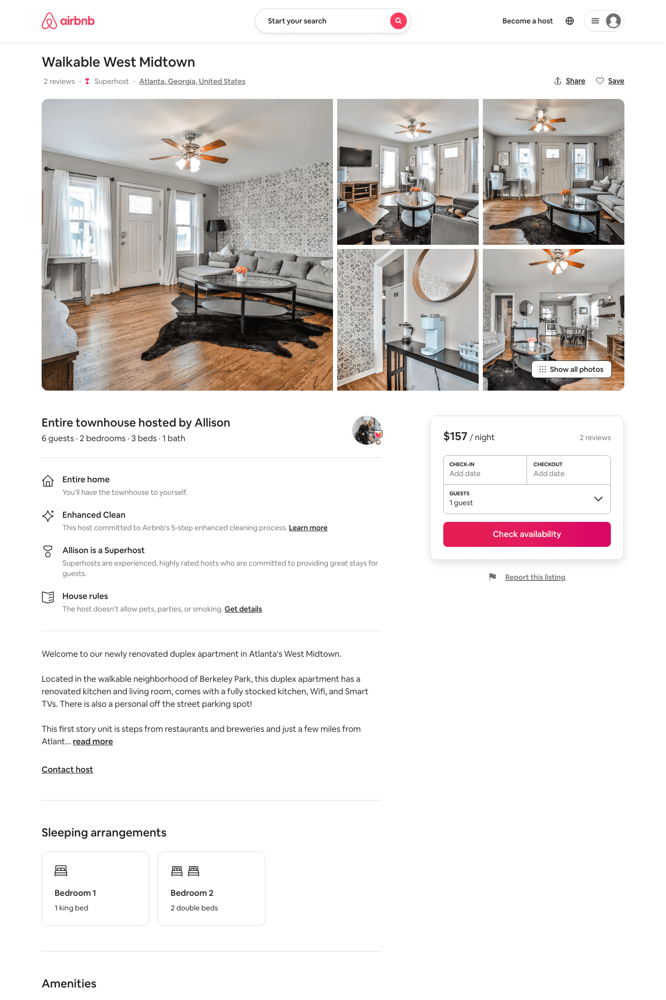 airbnb
Start your search
Become a host
Walkable West Midtown
2 reviews · Superhost · Atlanta, Georgia, United States
Share
Save
Show all photos
Entire townhouse hosted by Allison
6 guests · 2 bedrooms · 3 beds · 1 bath
Entire home
You’ll have the townhouse to yourself.
Enhanced Clean
This host committed to Airbnb's 5-step enhanced cleaning process. Learn more
Allison is a Superhost
Superhosts are experienced, highly rated hosts who are committed to providing great stays for
guests.
House rules
The host doesn’t allow pets, parties, or smoking. Get details
$157 / night
2 reviews
CHECK-IN
Add date
CHECKOUT
Add date
GUESTS
1 guest
Check availability
Report this listing
Welcome to our newly renovated duplex apartment in Atlanta's West Midtown.
Located in the walkable neighborhood of Berkeley Park, this duplex apartment has a
renovated kitchen and living room, comes with a fully stocked kitchen, Wifi, and Smart
TVs. There is also a personal off the street parking spot!
This first story unit is steps from restaurants and breweries and just a few miles from
Atlant... read more
Contact host
Sleeping arrangements
Bedroom 1
1 king bed
Bedroom 2
2 double beds
Amenities